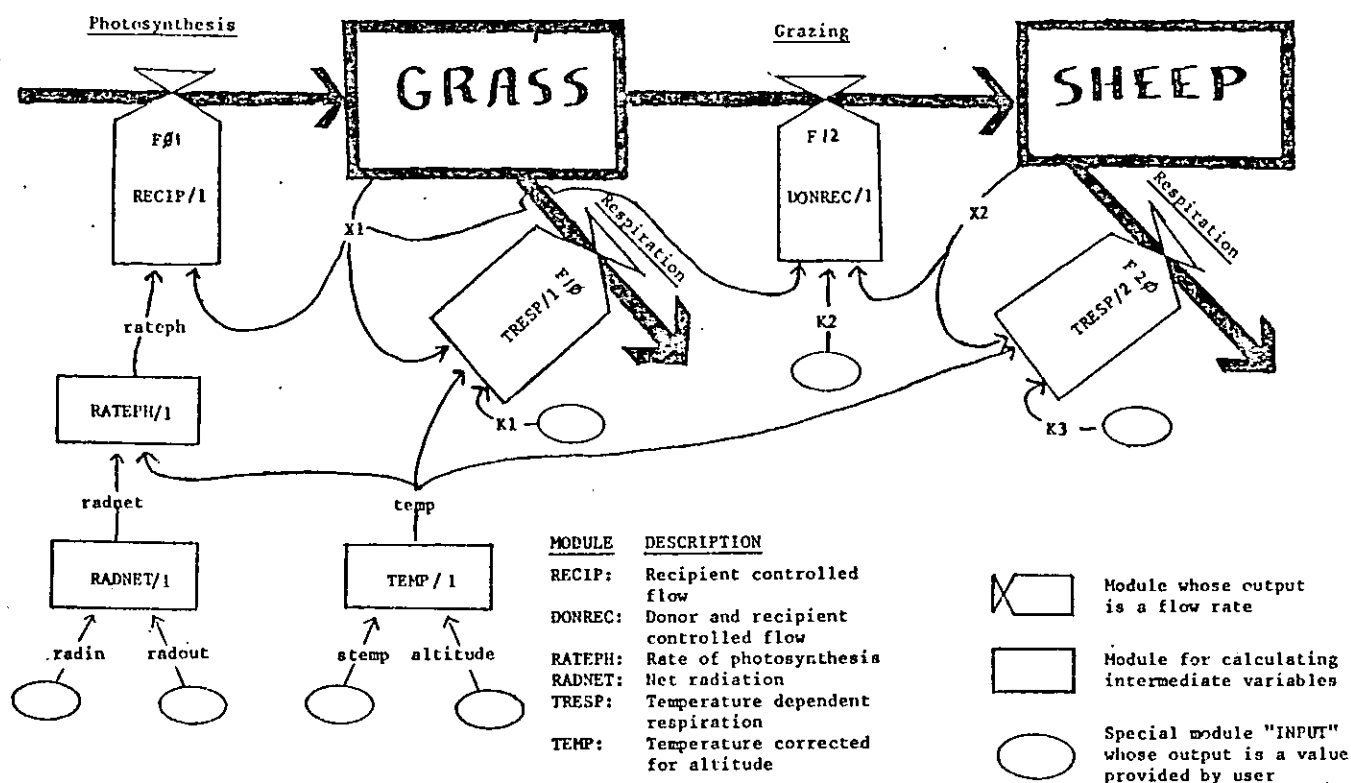 Photosynthesis
GRASS
Grazing
SHEEP
FØ1
RECIP/1
F12
DONREC/1
X1
X2
Respiration
TRESP/1 F1Ø
Respiration
TRESP/2 F2Ø
rateph
K2
RATEPH/1
K1
K3
radnet
temp
RADNET/1
TEMP/1
radin
radout
stemp
altitude
MODULE DESCRIPTION
RECIP: Recipient controlled
flow
DONREC: Donor and recipient
controlled flow
RATEPH: Rate of photosynthesis
RADNET: Net radiation
TRESP: Temperature dependent
respiration
TEMP: Temperature corrected
for altitude
Module whose output
is a flow rate
Module for calculating
intermediate variables
Special module "INPUT"
whose output is a value
provided by user